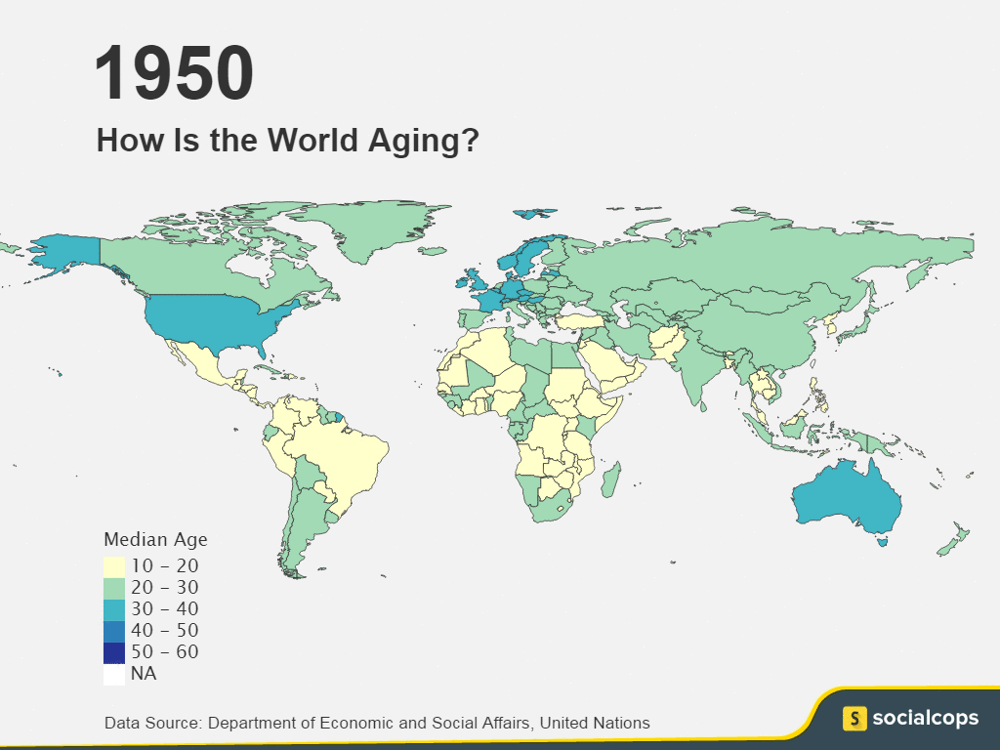 1950
How Is the World Aging?
Median Age
10 – 20
20 – 30
30 – 40
40 – 50
50 – 60
NA
Data Source: Department of Economic and Social Affairs, United Nations
S socialcops